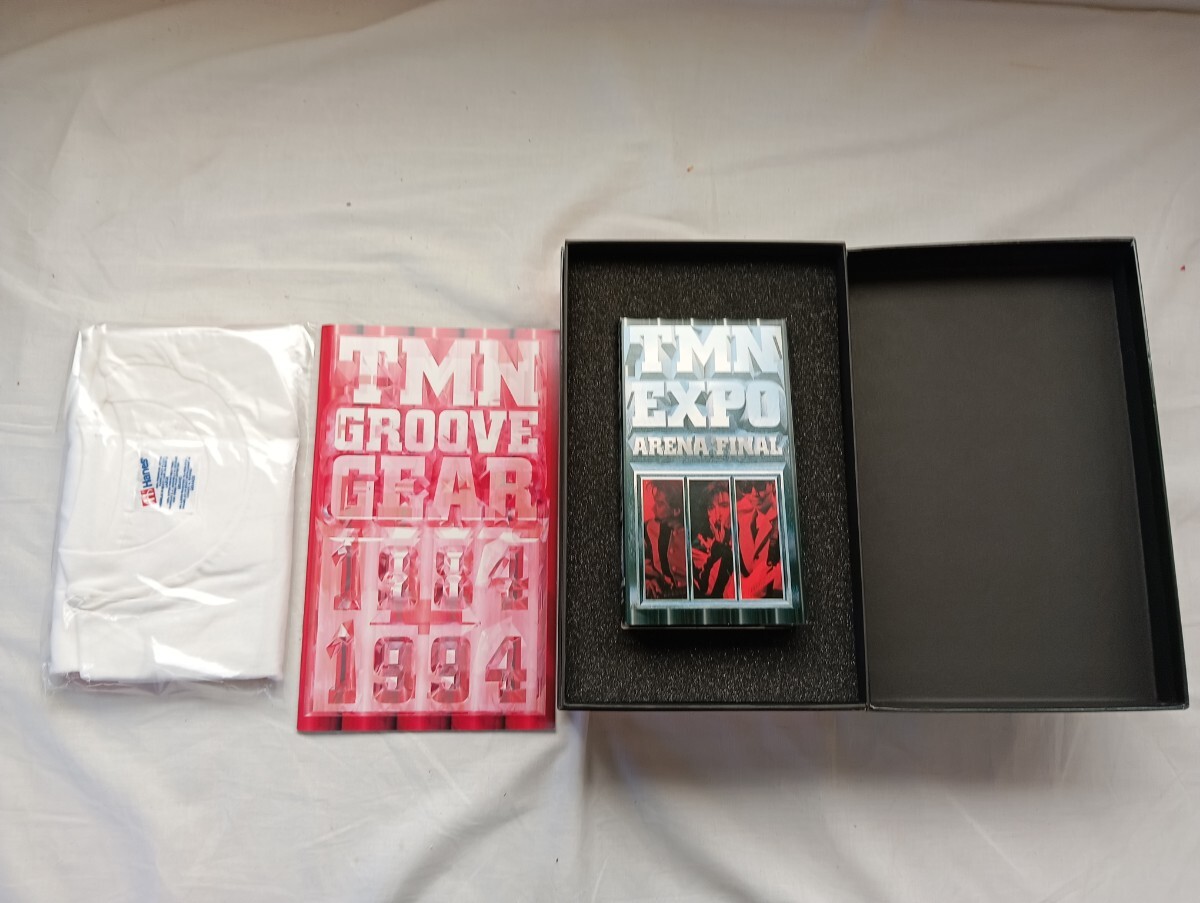 Hanes
TMN
GROOVE
GEAR
1984
1994
TMN
EXPO
ARENA FINAL